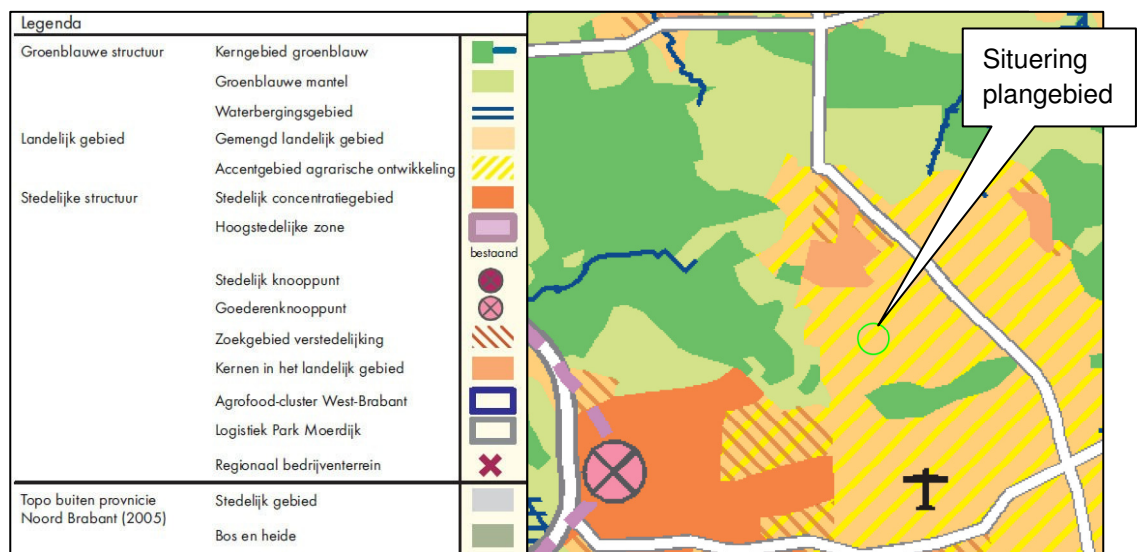 Legenda
Groenblauwe structuur Kerngebied groenblauw
Groenblauwe mantel
Waterbergingsgebied
Landelijk gebied Gemengd landelijk gebied
Accentgebied agrarische ontwikkeling
Stedelijke structuur Stedelijk concentratiegebied
Hoogstedelijke zone
bestaand
Stedelijk knooppunt
Goederenknooppunt
Zoekgebied verstedelijking
Kernen in het landelijk gebied
Agrofood-cluster West-Brabant
Logistiek Park Moerdijk
Regionaal bedrijventerrein
Topo buiten provnicie Stedelijk gebied
Noord Brabant (2005)
Bos en heide
Situering
plangebied